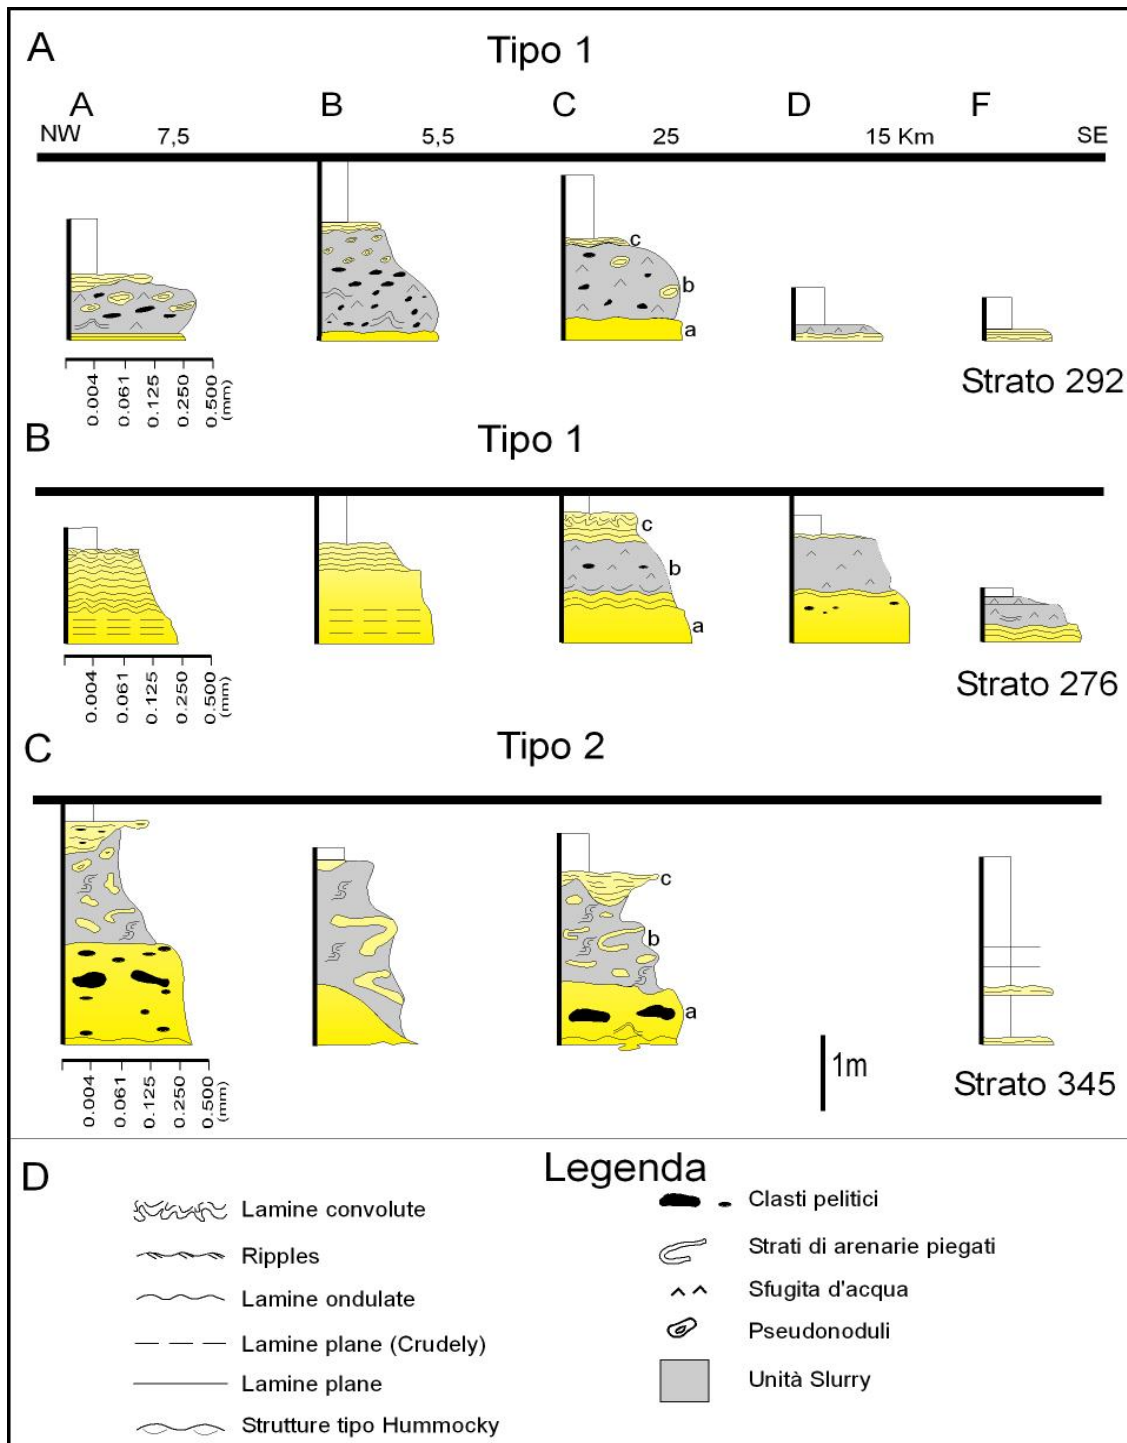 A
Tipo 1
A B C D F
NW 7,5 5,5 25 15 Km SE
c
b
a
0.004 0.061 0.125 0.250 0.500 (mm)
Strato 292
B
Tipo 1
c
b
a
0.004 0.061 0.125 0.250 0.500 (mm)
Strato 276
C
Tipo 2
c
b
a
1m
0.004 0.061 0.125 0.250 0.500 (mm)
Strato 345
D
Legenda
Lamine convolute
Ripples
Lamine ondulate
Lamine plane (Crudely)
Lamine plane
Strutture tipo Hummocky
Clasti pelitici
Strati di arenarie piegati
Sfugita d'acqua
Pseudonoduli
Unità Slurry